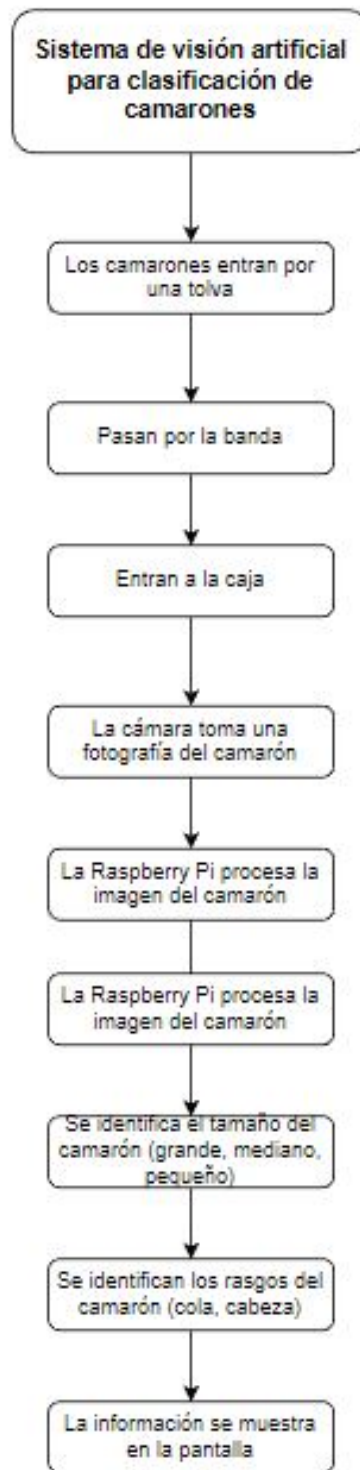 Sistema de visión artificial
para clasificación de
camarones
Los camarones entran por
una tolva
Pasan por la banda
Entran a la caja
La cámara toma una
fotografía del camarón
La Raspberry Pi procesa la
imagen del camarón
La Raspberry Pi procesa la
imagen del camarón
Se identifica el tamaño del
camarón (grande, mediano,
pequeño)
Se identifican los rasgos del
camarón (cola, cabeza)
La información se muestra
en la pantalla